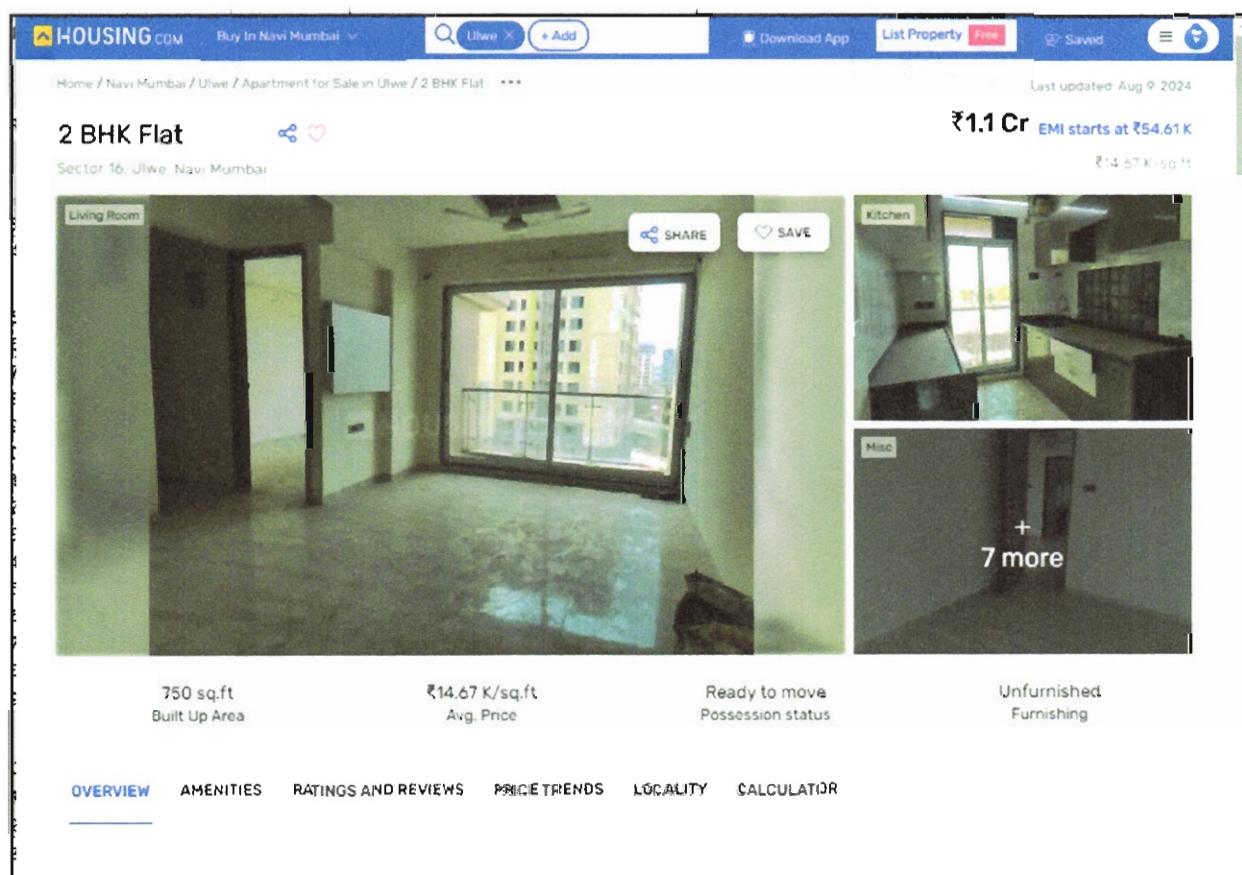 HOUSING.COM Buy In Navi Mumbai Ulwe × + Add Download App List Property Free Saved
Home / Navi Mumbai / Ulwe / Apartment for Sale in Ulwe / 2 BHK Flat •••
Last updated: Aug 9, 2024
2 BHK Flat
₹1.1 Cr EMI starts at ₹54.61 K
Sector 16, Ulwe, Navi Mumbai
₹14.67 K/sq.ft
Living Room
SHARE
SAVE
Kitchen
Misc
+
7 more
750 sq.ft
Built Up Area
₹14.67 K/sq.ft
Avg. Price
Ready to move
Possession status
Unfurnished
Furnishing
OVERVIEW AMENITIES RATINGS AND REVIEWS PRICE TRENDS LOCALITY CALCULATOR